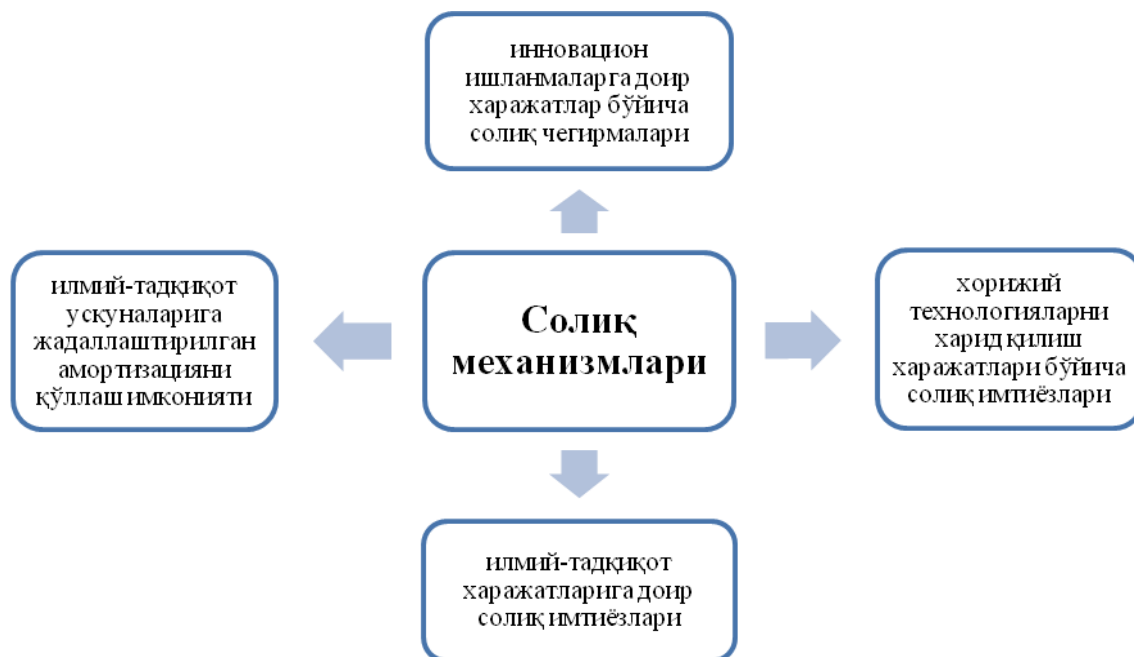 инновацион
ишланмаларга доир
харажатлар бўйича
солиқ чегирмалари
илмий-тадқиқот
ускуналарига
жадаллаштирилган
амортизацияни
қўллаш имконияти
Солиқ
механизмлари
хорижий
технологияларни
харид қилиш
харажатлари бўйича
солиқ имтиёзлари
илмий-тадқиқот
харажатларига доир
солиқ имтиёзлари